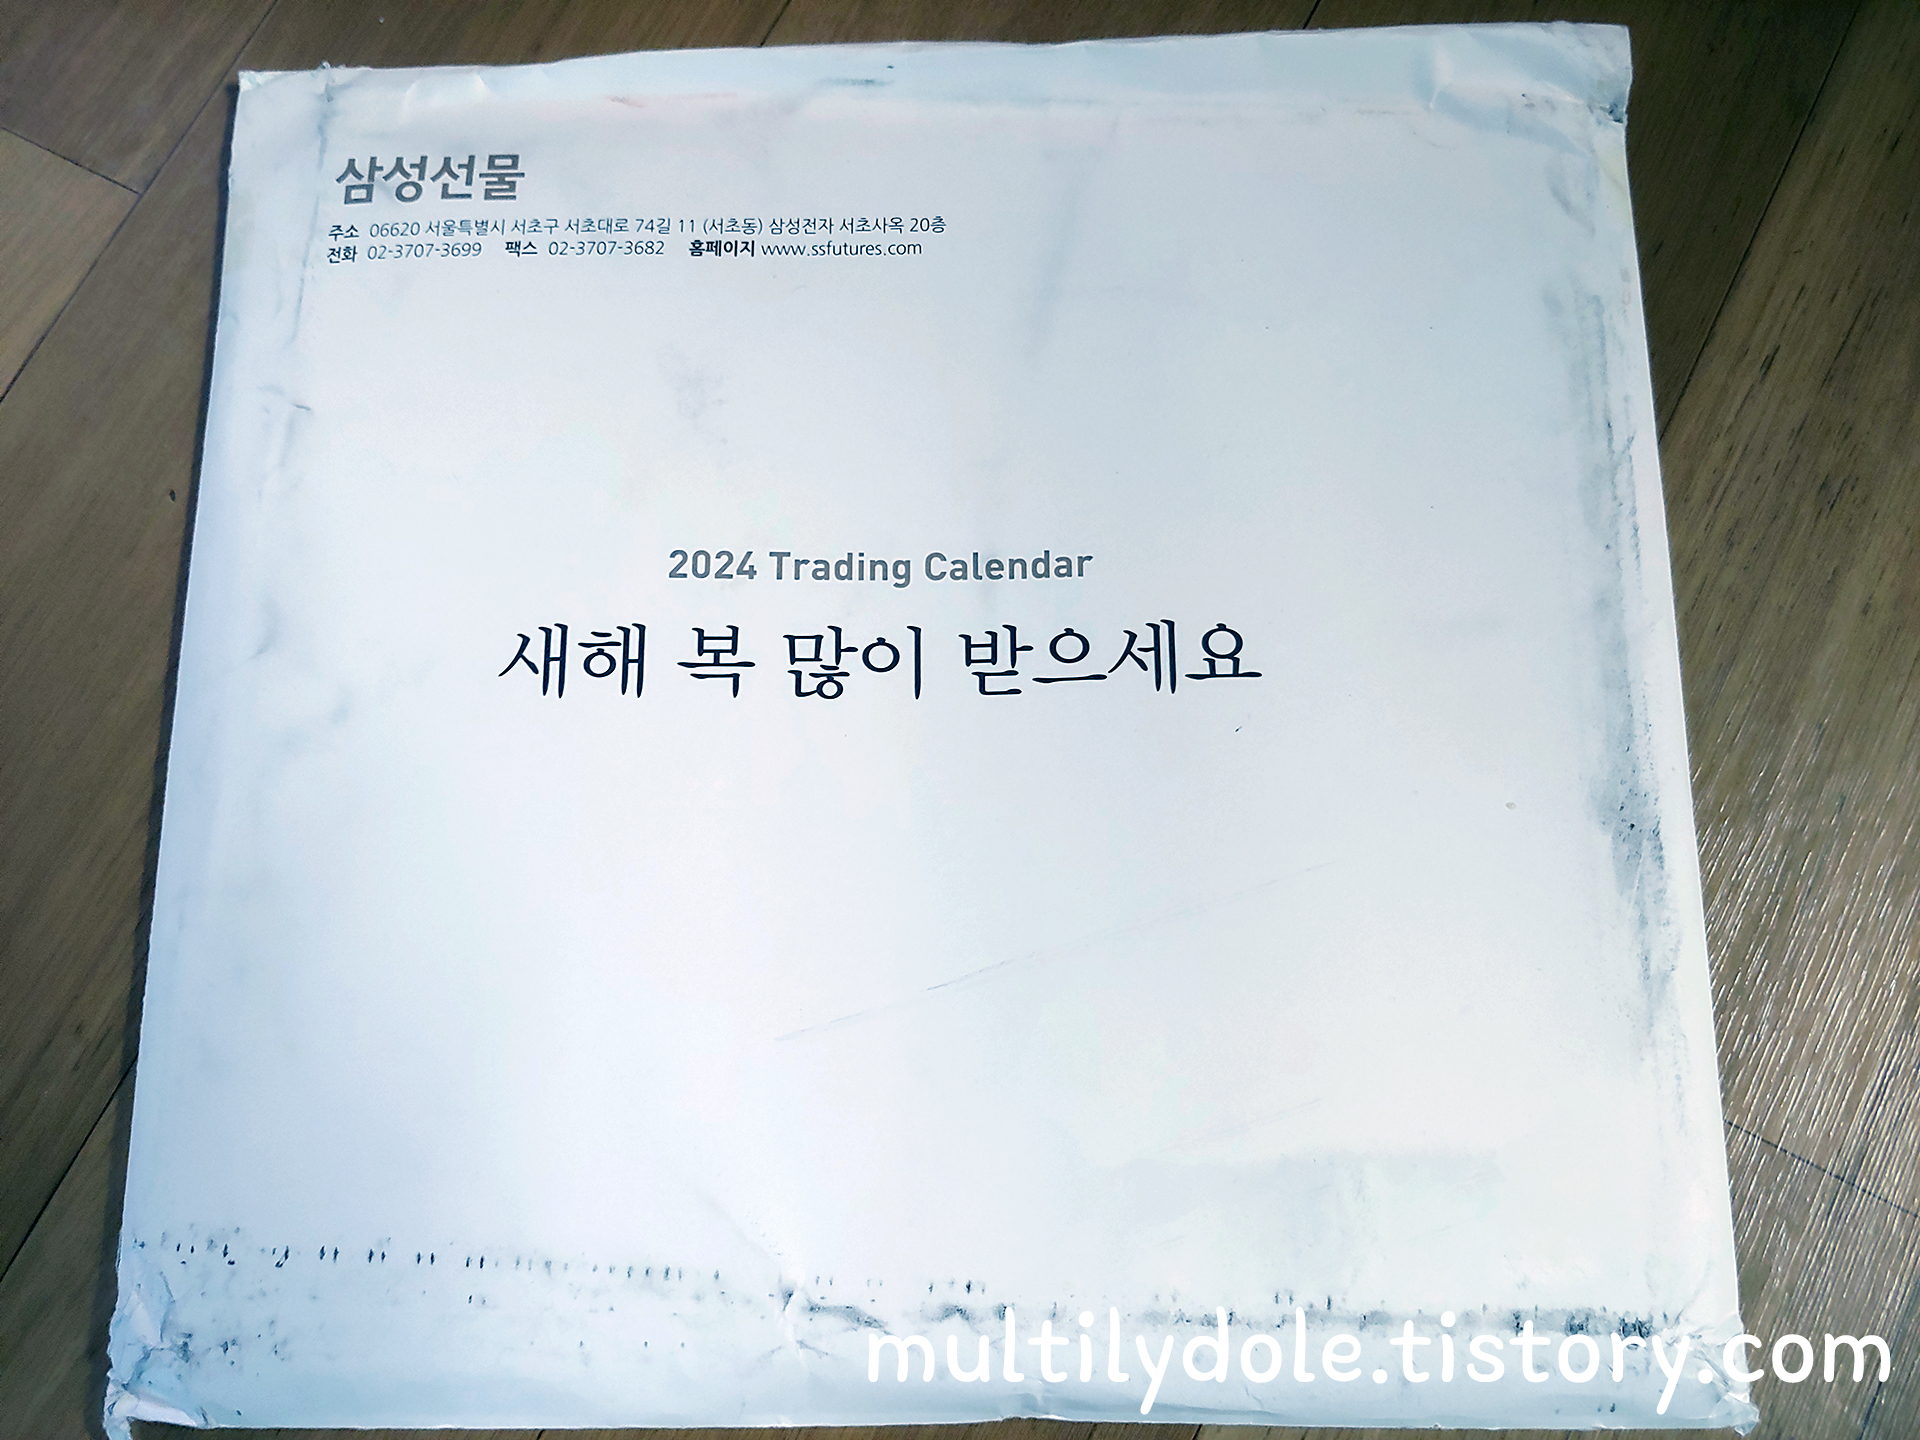 삼성선물
주소 06620 서울특별시 서초구 서초대로 74길 11 (서초동) 삼성전자 서초사옥 20층
전화 02-3707-3699 팩스 02-3707-3682 홈페이지 www.ssfutures.com
2024 Trading Calendar
새해 복 많이 받으세요
multilydole.tistory.com